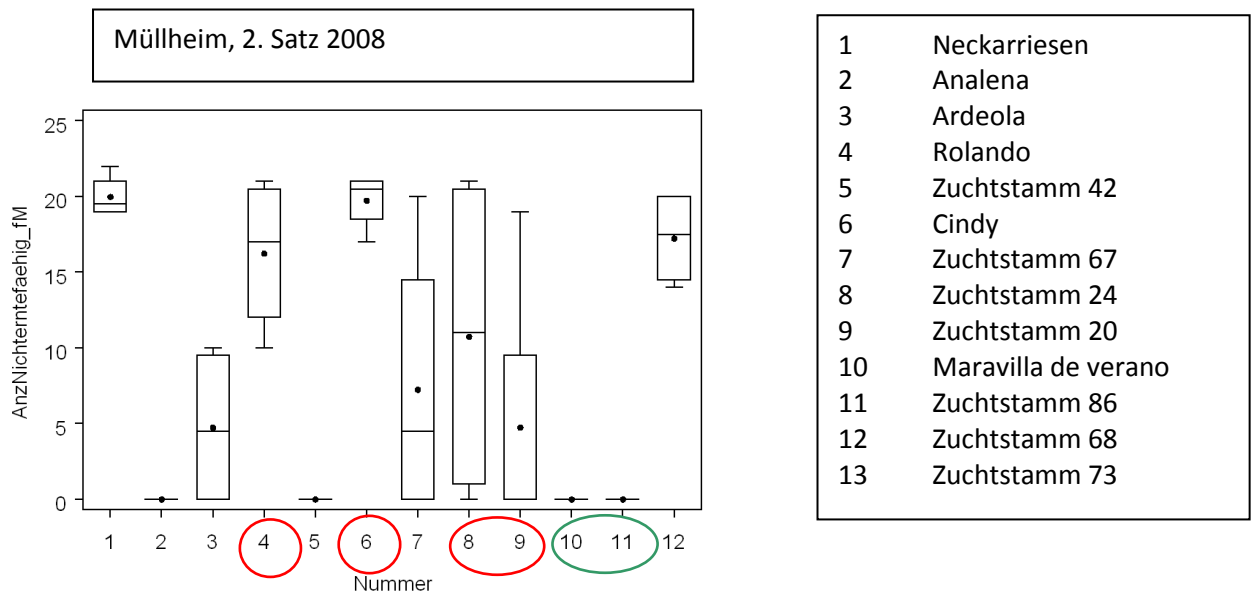 Müllheim, 2. Satz 2008
25
20
15
10
5
0
AnzNichterntefaehig_fM
1 2 3 4 5 6 7 8 9 10 11 12
Nummer
1 Neckarriesen
2 Analena
3 Ardeola
4 Rolando
5 Zuchtstamm 42
6 Cindy
7 Zuchtstamm 67
8 Zuchtstamm 24
9 Zuchtstamm 20
10 Maravilla de verano
11 Zuchtstamm 86
12 Zuchtstamm 68
13 Zuchtstamm 73